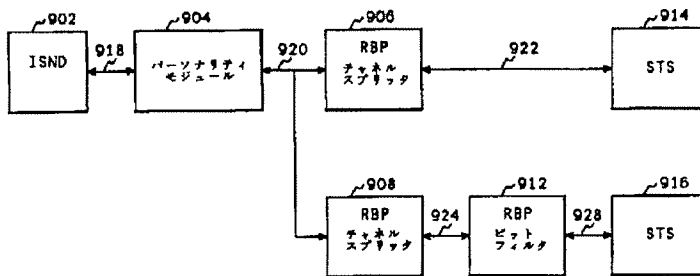 902
904
906
914
ISND
918
パーソナリティ
モジュール
920
RBP
チャネル
スプリッタ
922
STS
908
912
916
RBP
チャネル
スプリッタ
924
RBP
ビット
フィルタ
928
STS